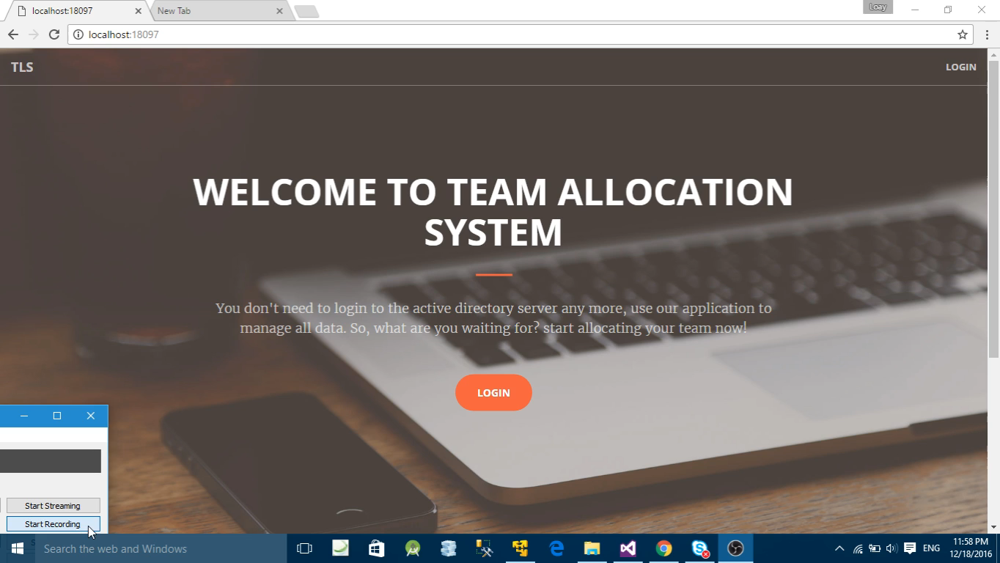 localhost:18097
New Tab
Loay
localhost:18097
TLS
LOGIN
WELCOME TO TEAM ALLOCATION
SYSTEM
You don't need to login to the active directory server any more, use our application to
manage all data. So, what are you waiting for? start allocating your team now!
LOGIN
Start Streaming
Start Recording
Search the web and Windows
ENG
11:58 PM
12/18/2016